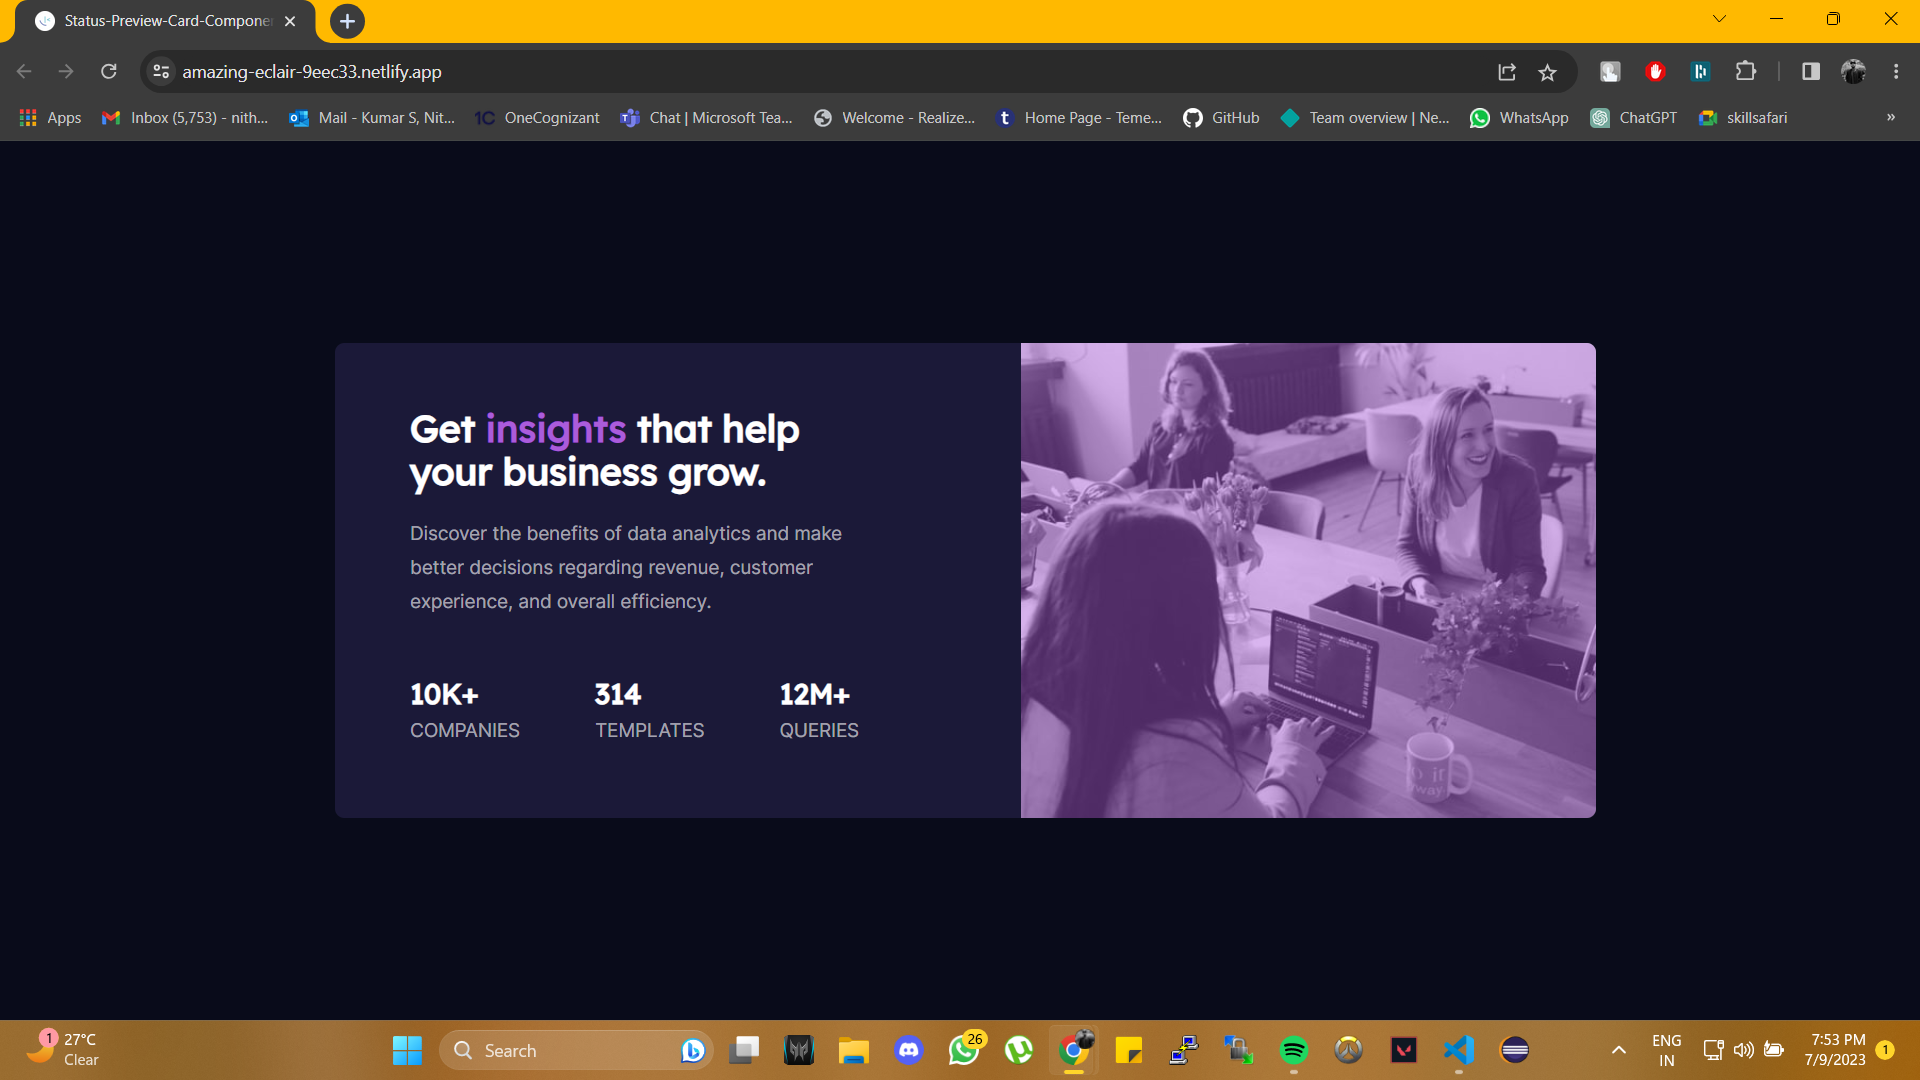 Status-Preview-Card-Componen
amazing-eclair-9eec33.netlify.app
Apps
Inbox (5,753) - nith...
Mail - Kumar S, Nit...
1C OneCognizant
Chat | Microsoft Tea...
Welcome - Realize...
t Home Page - Teme...
GitHub
Team overview | Ne...
WhatsApp
ChatGPT
skillsafari
»
Get insights that help
your business grow.
Discover the benefits of data analytics and make
better decisions regarding revenue, customer
experience, and overall efficiency.
10K+ 314 12M+
COMPANIES TEMPLATES QUERIES
1
27°C
Clear
Search
26
ENG
IN
7:53 PM
7/9/2023
1